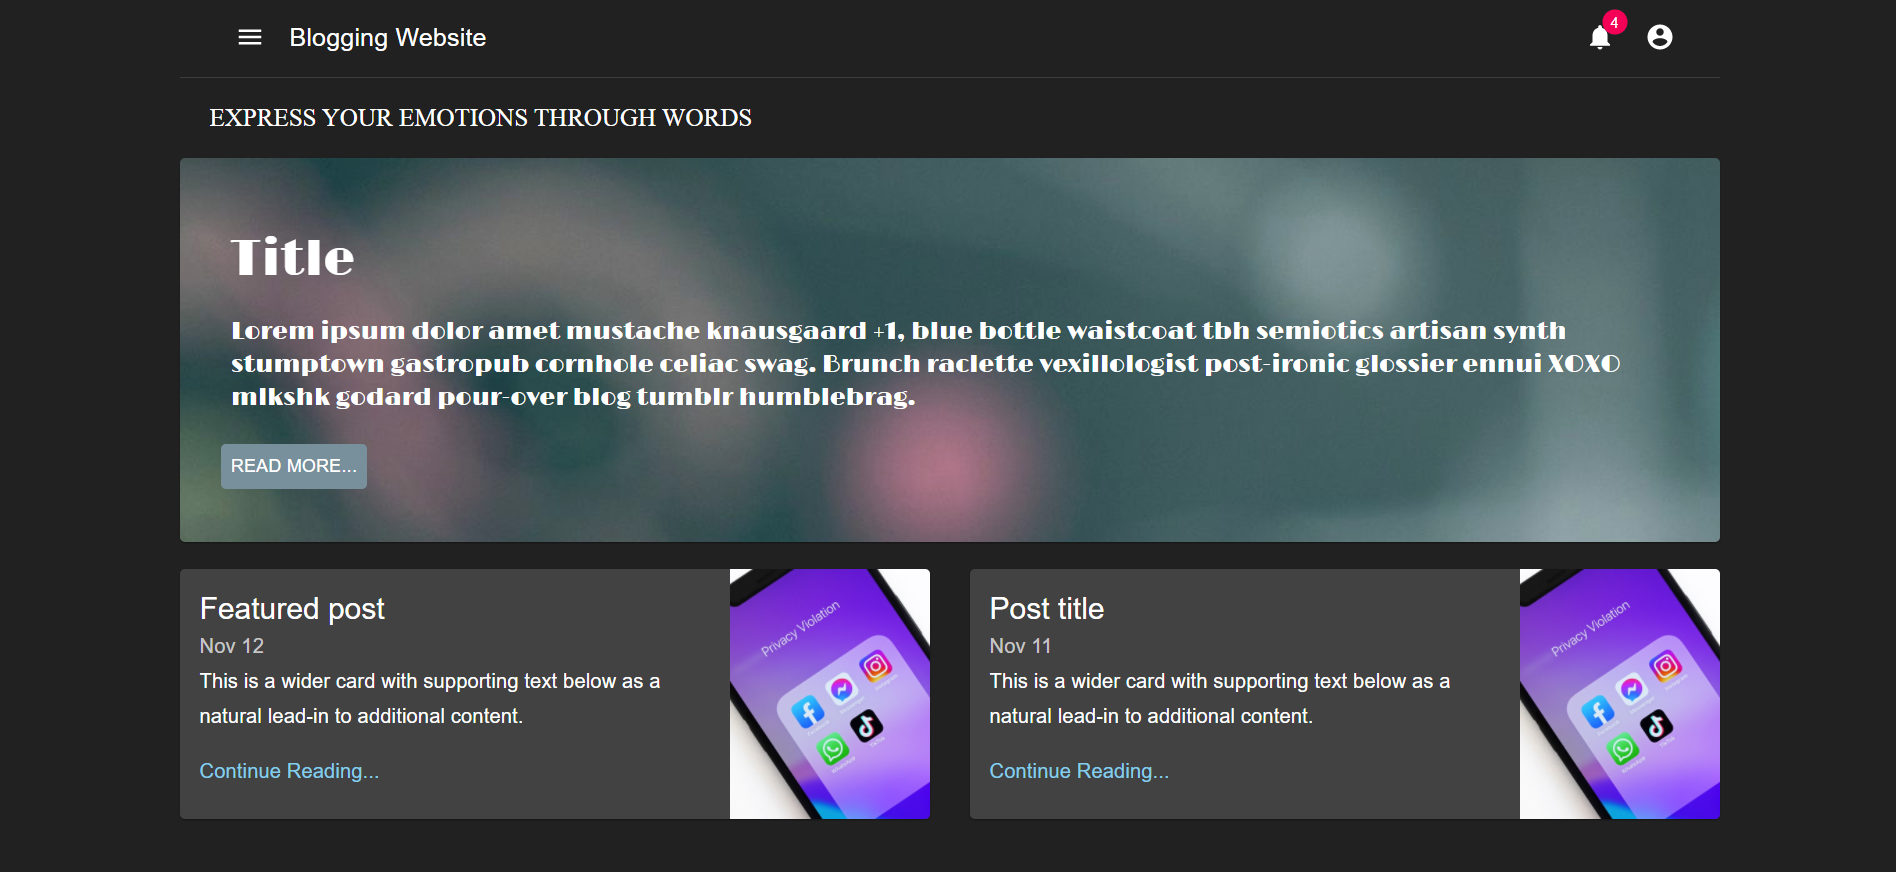 Blogging Website
4
EXPRESS YOUR EMOTIONS THROUGH WORDS
Title
Lorem ipsum dolor amet mustache knausgaard +1, blue bottle waistcoat tbh semiotics artisan synth
stumptown gastropub cornhole celiac swag. Brunch raclette vexillologist post-ironic glossier ennui XOXO
mlkshk godard pour-over blog tumblr humblebrag.
READ MORE...
Featured post
Nov 12
This is a wider card with supporting text below as a
natural lead-in to additional content.
Continue Reading...
Privacy Violation
Post title
Nov 11
This is a wider card with supporting text below as a
natural lead-in to additional content.
Continue Reading...
Privacy Violation